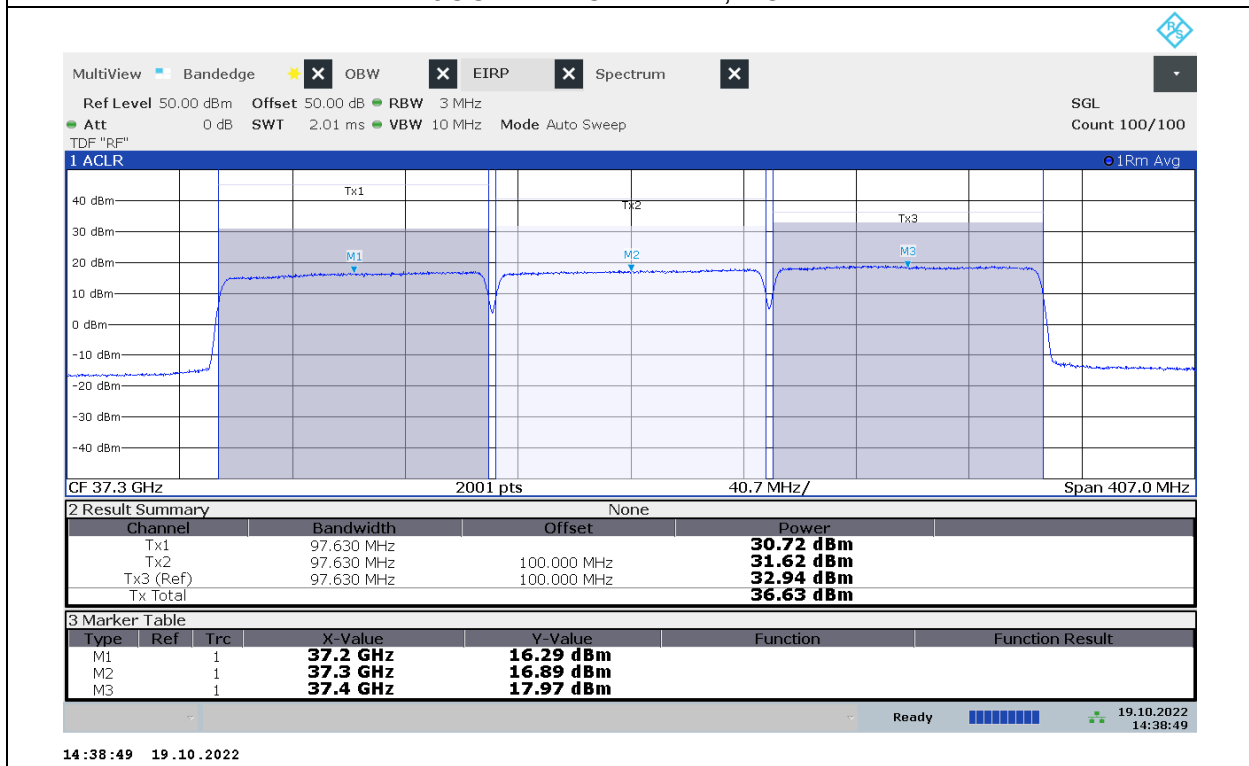 R&S
MultiView Bandedge OBW EIRP Spectrum
Ref Level 50.00 dBm Offset 50.00 dB RBW 3 MHz SGL
Att 0 dB SWT 2.01 ms VBW 10 MHz Mode Auto Sweep Count 100/100
TDF "RF"
1 ACLR 1Rm Avg
Tx1
40 dBm
Tx2
Tx3
30 dBm
M1 M2 M3
20 dBm
10 dBm
0 dBm
-10 dBm
-20 dBm
-30 dBm
-40 dBm
CF 37.3 GHz 2001 pts 40.7 MHz/ Span 407.0 MHz
2 Result Summary None
Channel Bandwidth Offset Power
Tx1 97.630 MHz 30.72 dBm
Tx2 97.630 MHz 100.000 MHz 31.62 dBm
Tx3 (Ref) 97.630 MHz 100.000 MHz 32.94 dBm
Tx Total 36.63 dBm
3 Marker Table
Type Ref Trc X-Value Y-Value Function Function Result
M1 1 37.2 GHz 16.29 dBm
M2 1 37.3 GHz 16.89 dBm
M3 1 37.4 GHz 17.97 dBm
Ready 19.10.2022
14:38:49
14:38:49 19.10.2022